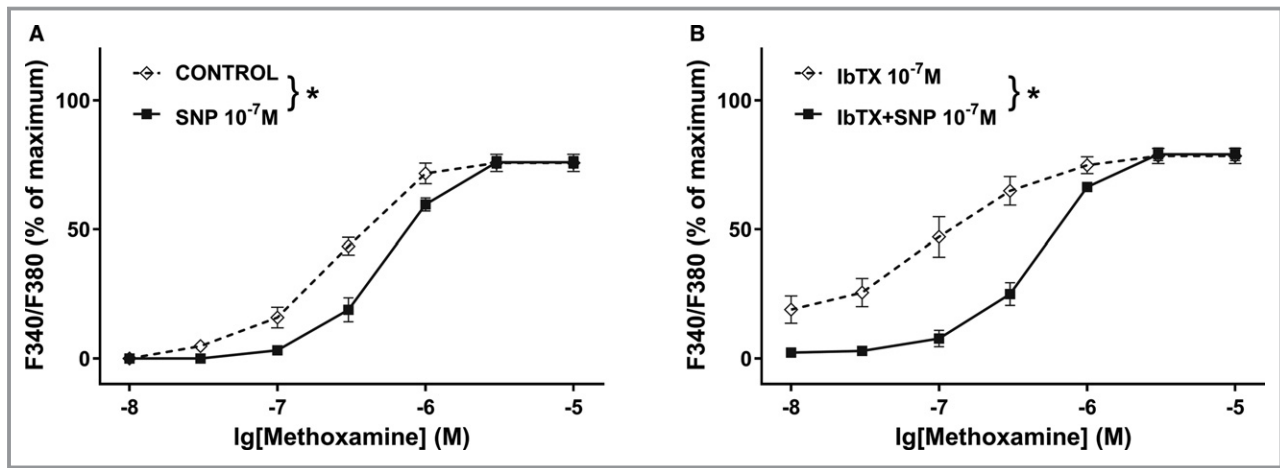 A
CONTROL
SNP 10⁻⁷M
} *
F340/F380 (% of maximum)
100
50
0
-8 -7 -6 -5
lg[Methoxamine] (M)
B
IbTX 10⁻⁷M
IbTX+SNP 10⁻⁷M
} *
F340/F380 (% of maximum)
100
50
0
-8 -7 -6 -5
lg[Methoxamine] (M)